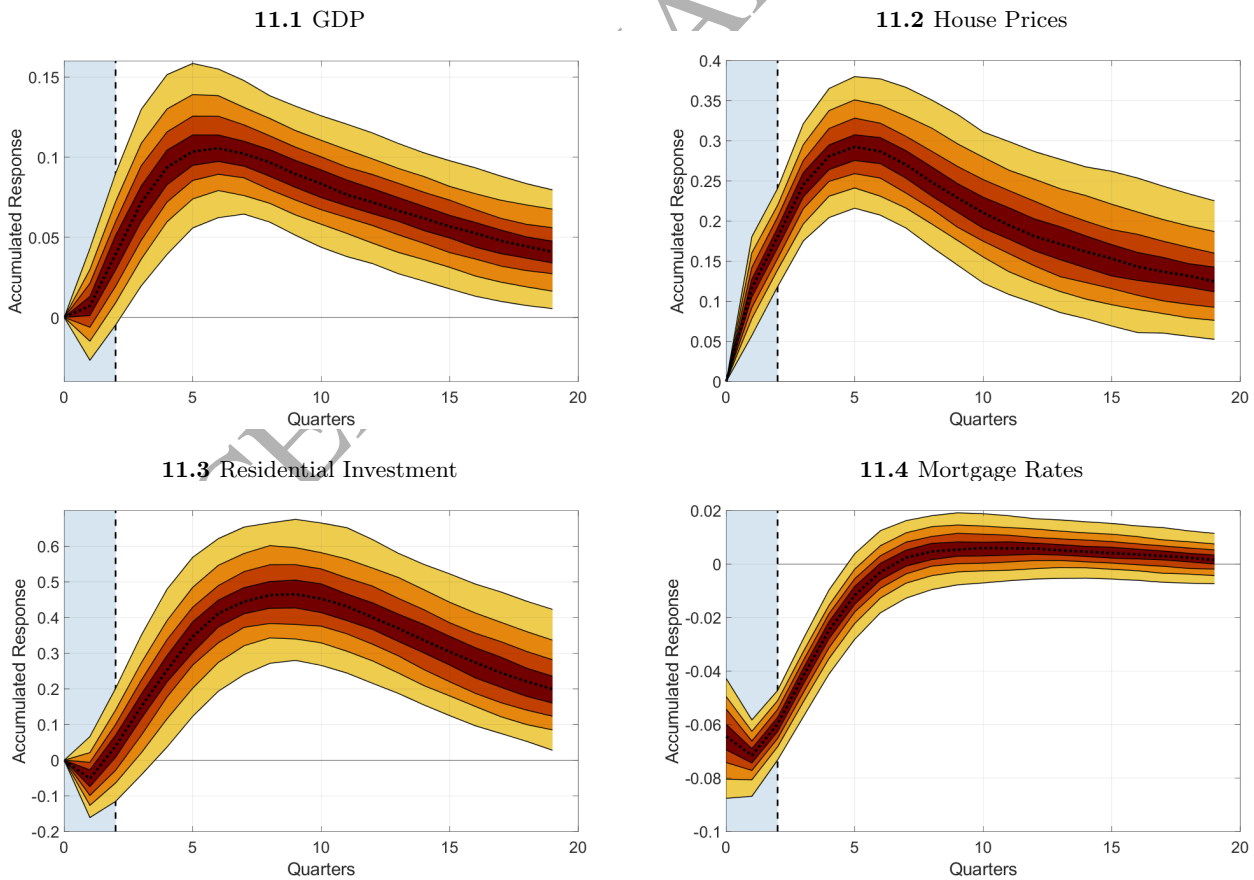 11.1 GDP
Accumulated Response
0.15
0.1
0.05
0
0 5 10 15 20
Quarters
11.2 House Prices
Accumulated Response
0.4
0.35
0.3
0.25
0.2
0.15
0.1
0.05
0
0 5 10 15 20
Quarters
11.3 Residential Investment
Accumulated Response
0.6
0.5
0.4
0.3
0.2
0.1
0
-0.1
-0.2
0 5 10 15 20
Quarters
11.4 Mortgage Rates
Accumulated Response
0.02
0
-0.02
-0.04
-0.06
-0.08
-0.1
0 5 10 15 20
Quarters